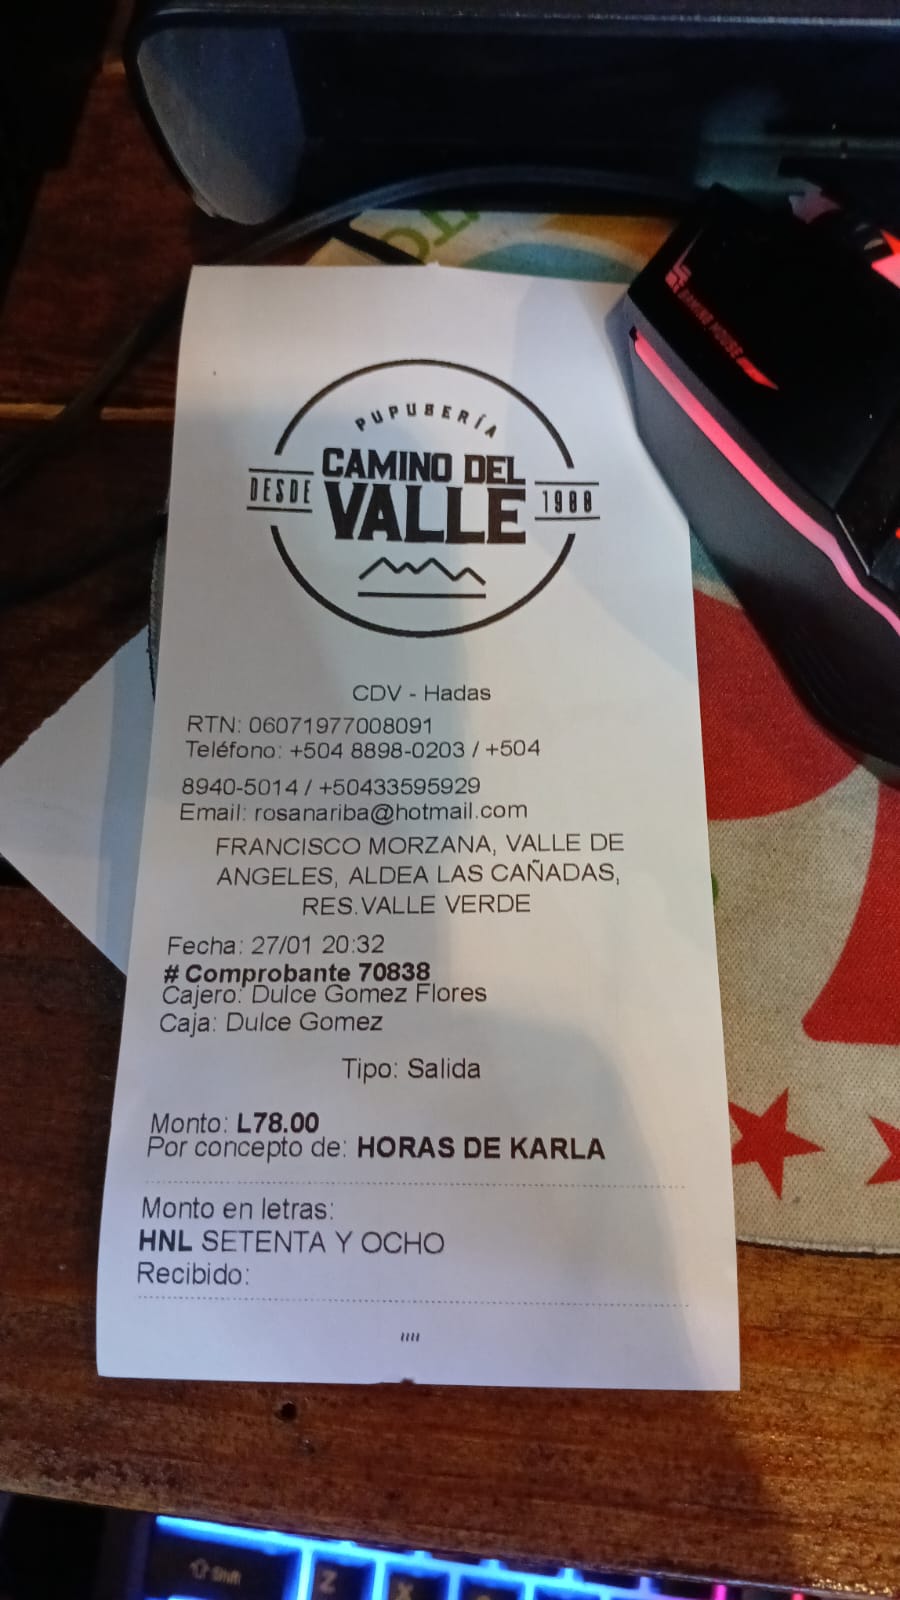 PUPUSERÍA
CAMINO DEL
DESDE VALLE 1988
CDV - Hadas
RTN: 06071977008091
Teléfono: +504 8898-0203 / +504
8940-5014 / +50433595929
Email: rosanariba@hotmail.com
FRANCISCO MORZANA, VALLE DE
ANGELES, ALDEA LAS CAÑADAS,
RES.VALLE VERDE
Fecha: 27/01 20:32
# Comprobante 70838
Cajero: Dulce Gomez Flores
Caja: Dulce Gomez
Tipo: Salida
Monto: L78.00
Por concepto de: HORAS DE KARLA
Monto en letras:
HNL SETENTA Y OCHO
Recibido:
////
GAMING MOUSE
Shift
Z
X